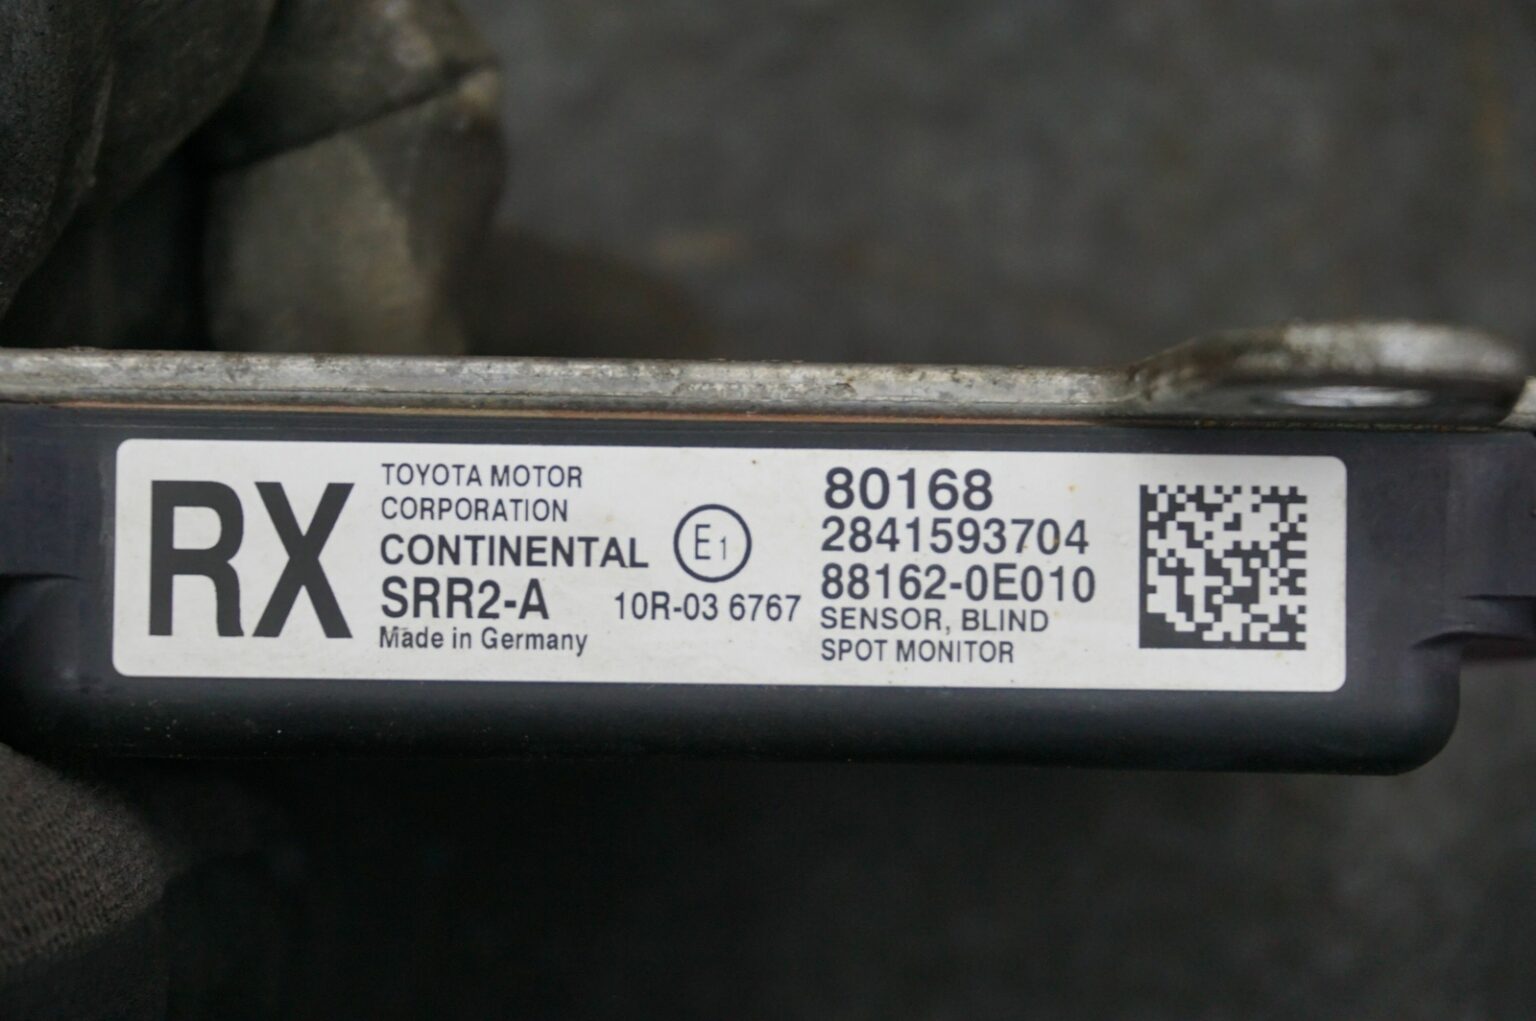 RX
TOYOTA MOTOR
CORPORATION
CONTINENTAL
SRR2-A
Made in Germany
E1
10R-03 6767
80168
2841593704
88162-0E010
SENSOR, BLIND
SPOT MONITOR